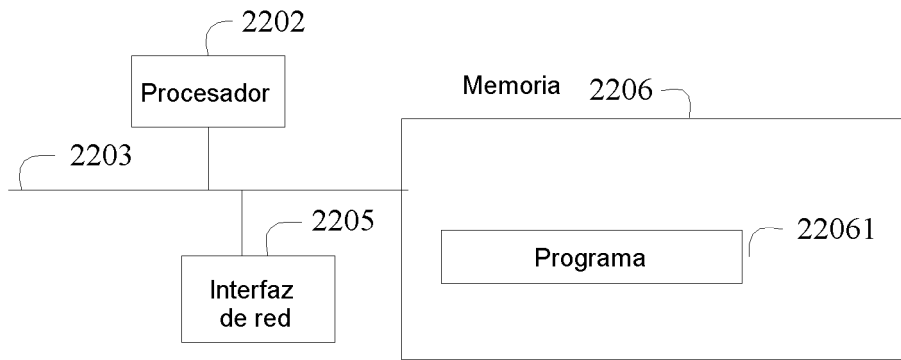 2202
Procesador
Memoria
2206
2203
2205
22061
Programa
Interfaz
de red